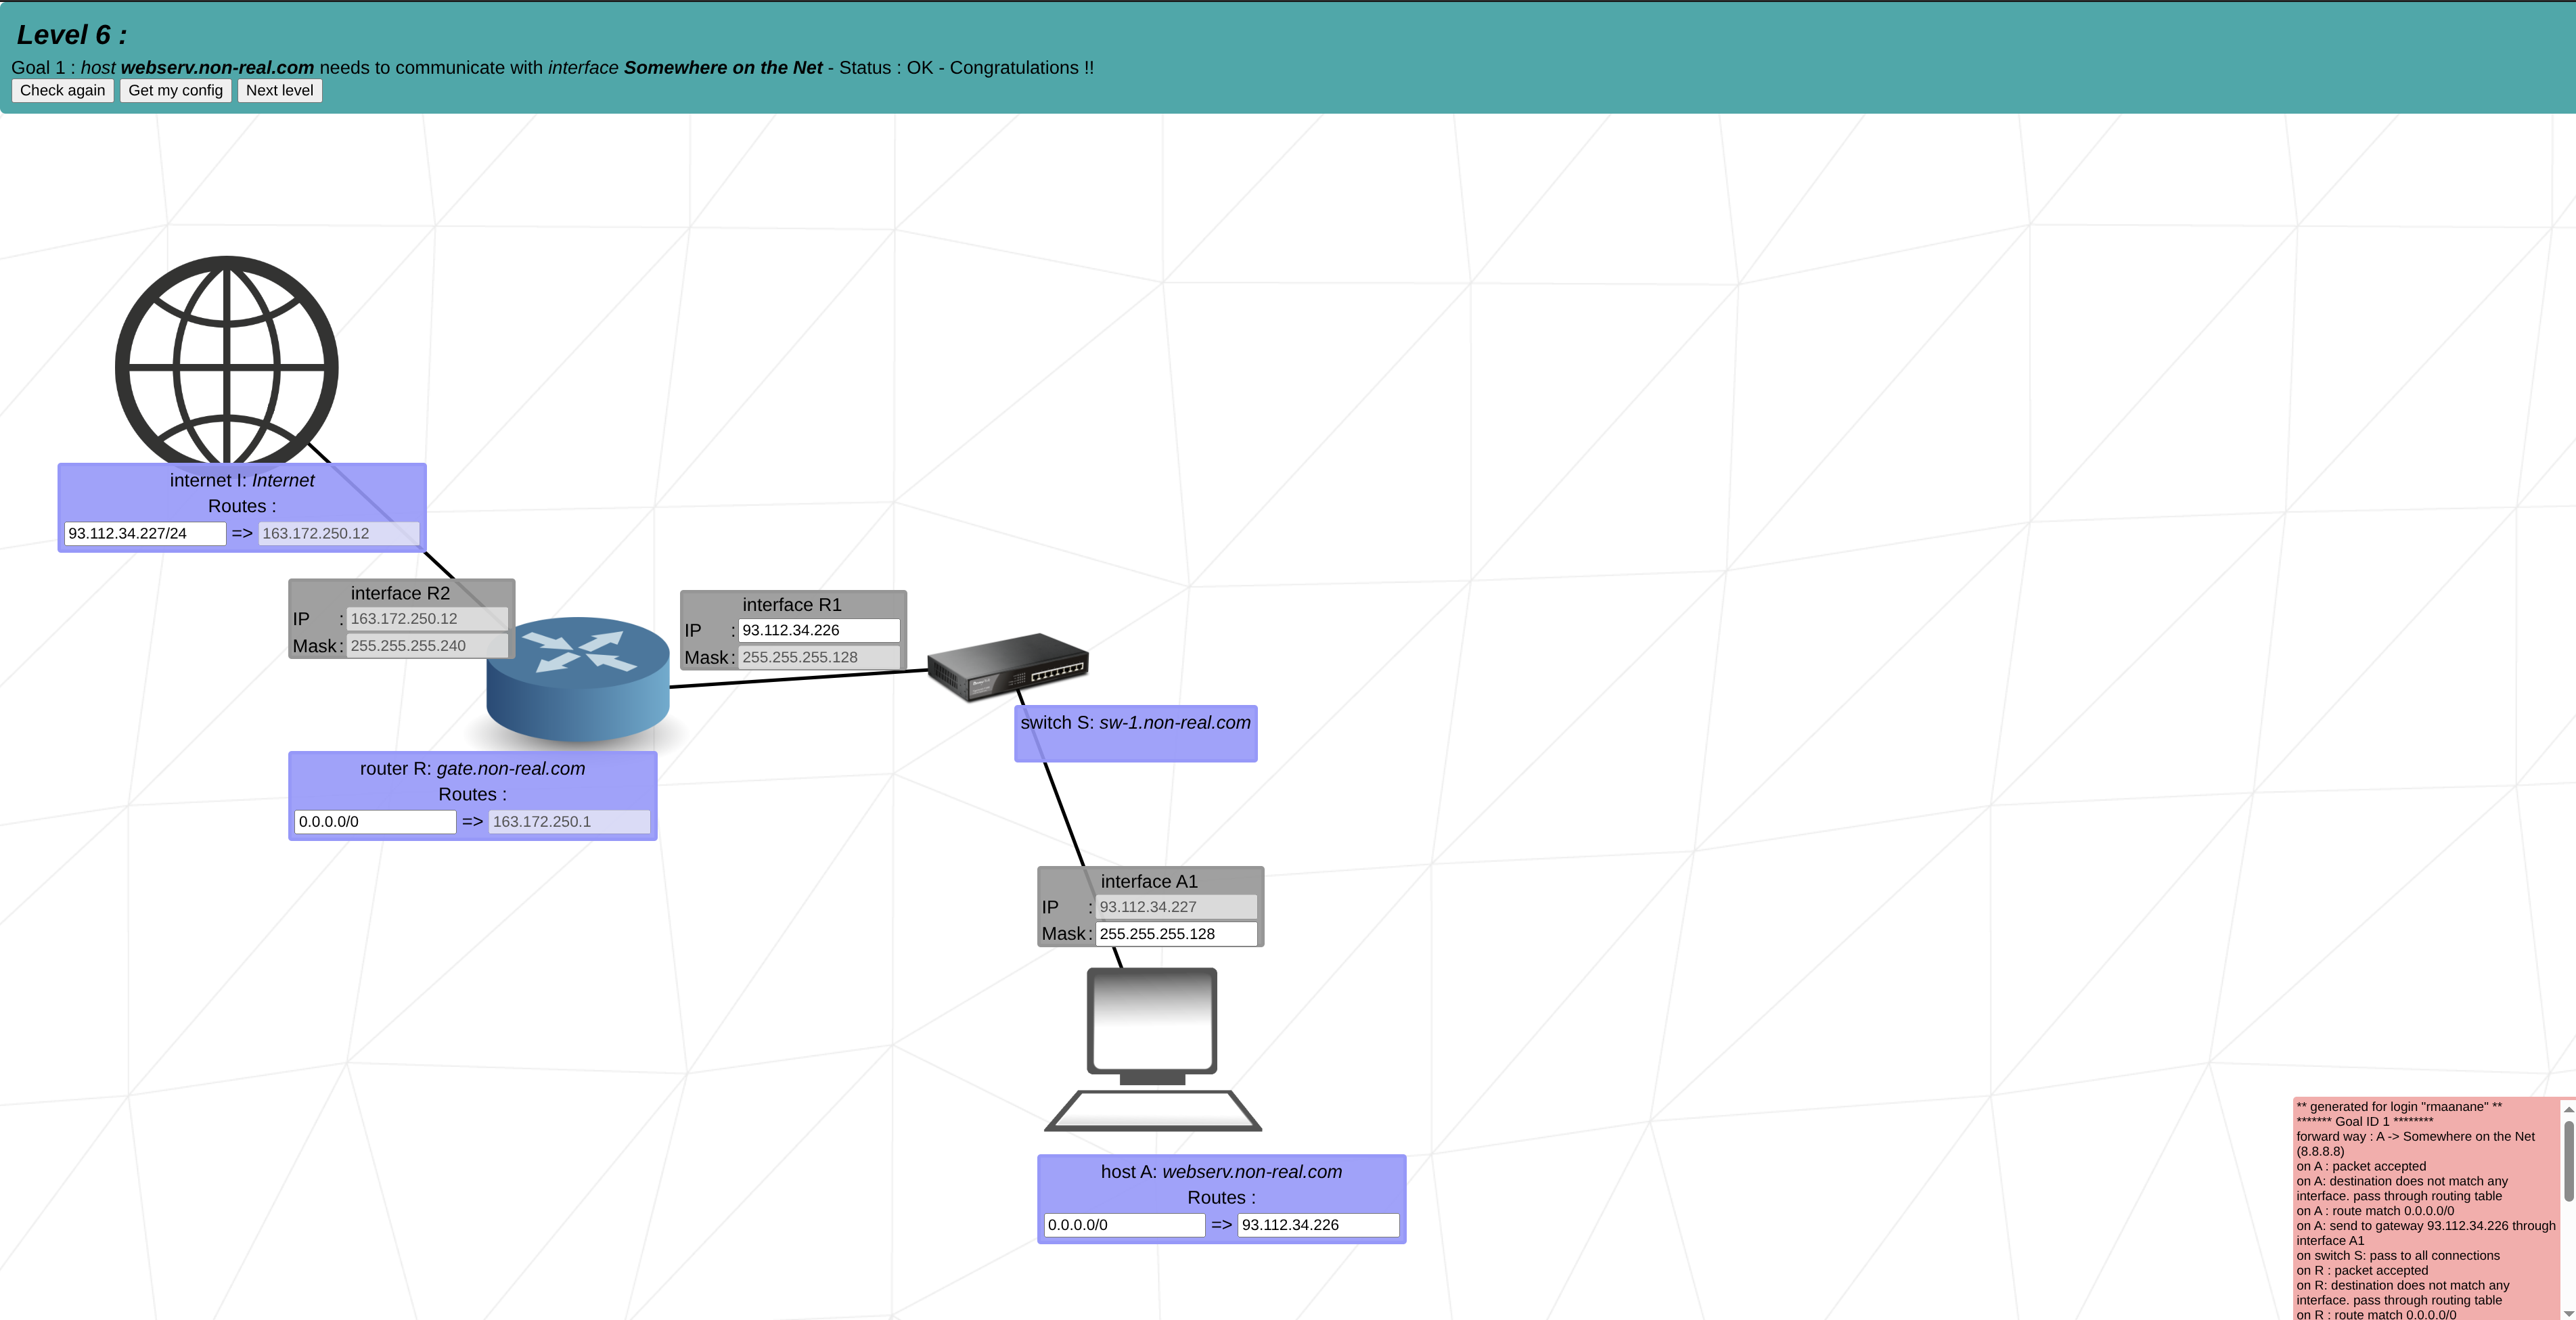 Level 6 :
Goal 1 : host webserv.non-real.com needs to communicate with interface Somewhere on the Net - Status : OK - Congratulations !!
Check again Get my config Next level
internet I: Internet
Routes :
93.112.34.227/24 => 163.172.250.12
interface R2
IP : 163.172.250.12
Mask : 255.255.255.240
interface R1
IP : 93.112.34.226
Mask : 255.255.255.128
switch S: sw-1.non-real.com
router R: gate.non-real.com
Routes :
0.0.0.0/0 => 163.172.250.1
interface A1
IP : 93.112.34.227
Mask : 255.255.255.128
host A: webserv.non-real.com
Routes :
0.0.0.0/0 => 93.112.34.226
** generated for login "rmaanane" **
******* Goal ID 1 ********
forward way : A -> Somewhere on the Net
(8.8.8.8)
on A : packet accepted
on A: destination does not match any
interface. pass through routing table
on A : route match 0.0.0.0/0
on A: send to gateway 93.112.34.226 through
interface A1
on switch S: pass to all connections
on R : packet accepted
on R: destination does not match any
interface. pass through routing table
on R : route match 0.0.0.0/0